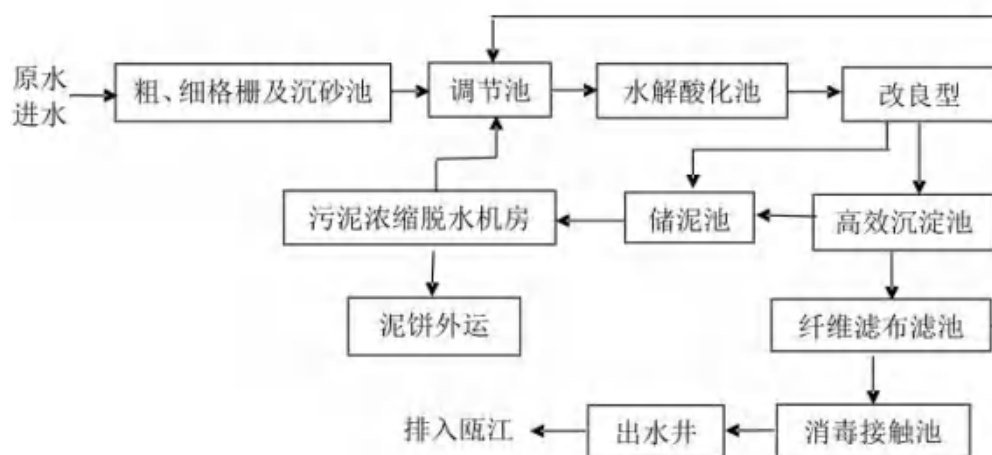 原水
进水
粗、细格栅及沉砂池
调节池
水解酸化池
改良型
污泥浓缩脱水机房
储泥池
高效沉淀池
泥饼外运
纤维滤布滤池
排入瓯江
出水井
消毒接触池